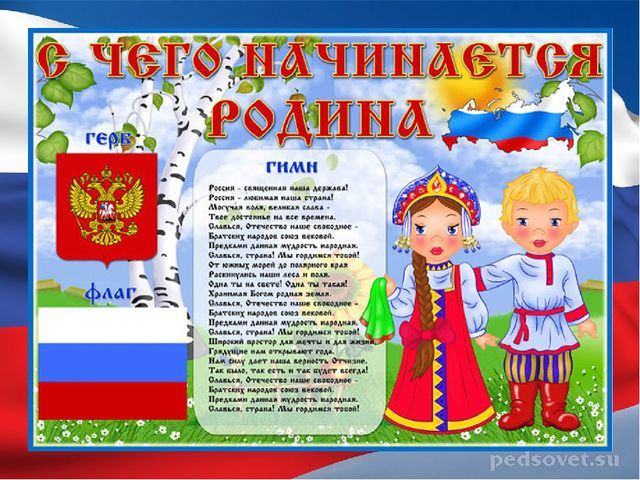 С ЧЕГО НАЧИНАЕТСЯ
РОДИНА
ГЕРБ
ФЛАГ
ГИМН
Россия - священная наша держава!
Россия - любимая наша страна!
Могучая воля, великая слава -
Твое достоянье на все времена.
Славься, Отечество наше свободное -
Братских народов союз вековой.
Предками данная мудрость народная.
Славься, страна! Мы гордимся тобой!
От южных морей до полярного края
Раскинулись наши леса и поля.
Одна ты на свете! Одна ты такая!
Хранимая Богом родная земля.
Славься, Отечество наше свободное -
Братских народов союз вековой.
Предками данная мудрость народная.
Славься, страна! Мы гордимся тобой!
Широкий простор для мечты и для жизни,
Грядущие нам открывают года.
Нам силу дает наша верность Отчизне.
Так было, так есть и так будет всегда!
Славься, Отечество наше свободное -
Братских народов союз вековой.
Предками данная мудрость народная.
Славься, страна! Мы гордимся тобой!
pedsovet.su